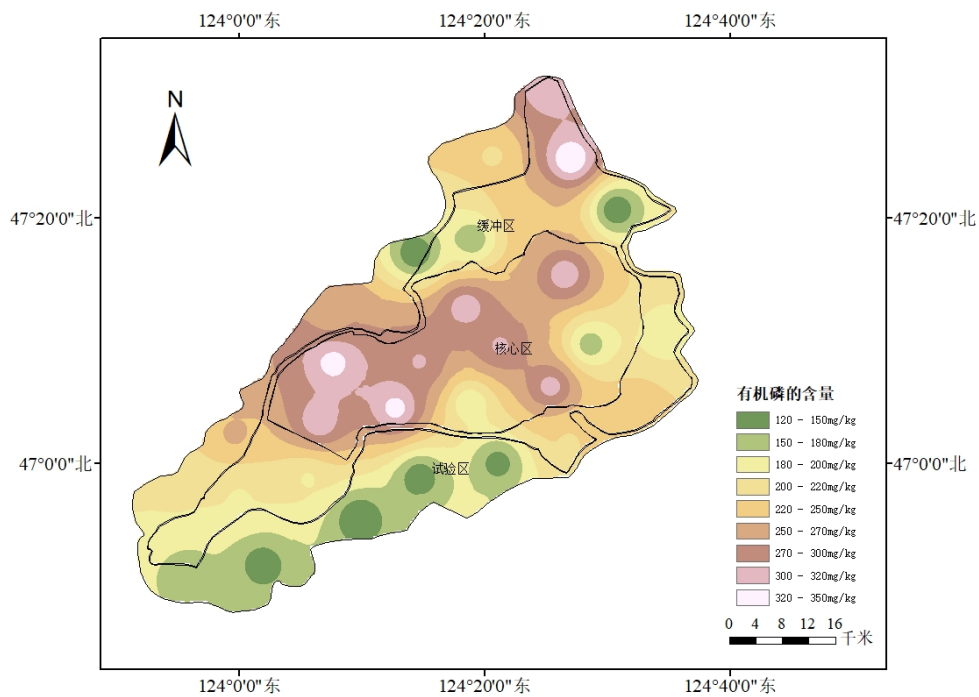 124°0'0"东 124°20'0"东 124°40'0"东
N
47°20'0"北 47°20'0"北
缓冲区
核心区
有机磷的含量
120 - 150mg/kg
150 - 180mg/kg
180 - 200mg/kg
200 - 220mg/kg
220 - 250mg/kg
250 - 270mg/kg
270 - 300mg/kg
300 - 320mg/kg
320 - 350mg/kg
47°0'0"北 47°0'0"北
试验区
0 4 8 12 16
千米
124°0'0"东 124°20'0"东 124°40'0"东